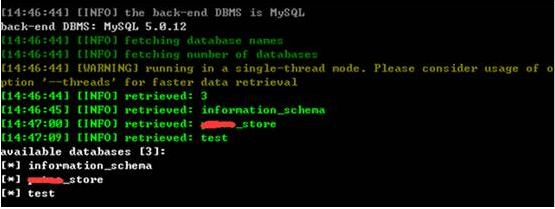 [14:46:44] [INFO] the back-end DBMS is MySQL
back-end DBMS: MySQL 5.0.12
[14:46:44] [INFO] fetching database names
[14:46:44] [INFO] fetching number of databases
[14:46:44] [WARNING] running in a single-thread mode. Please consider usage of o
ption '--threads' for faster data retrieval
[14:46:44] [INFO] retrieved: 3
[14:46:45] [INFO] retrieved: information_schema
[14:47:00] [INFO] retrieved: _store
[14:47:09] [INFO] retrieved: test
available databases [3]:
[*] information_schema
[*] _store
[*] test